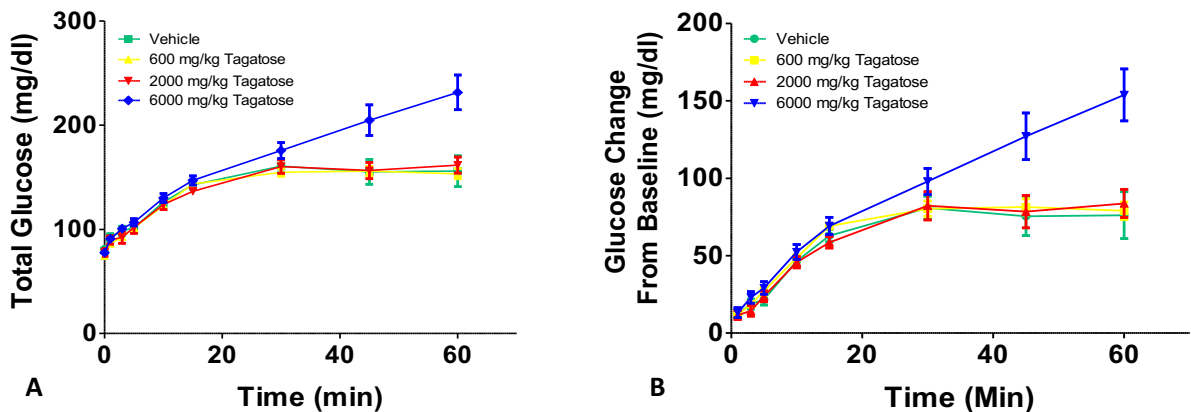 Total Glucose (mg/dl)
300
200
100
0
Vehicle
600 mg/kg Tagatose
2000 mg/kg Tagatose
6000 mg/kg Tagatose
0
20
40
60
Time (min)
A
Glucose Change
From Baseline (mg/dl)
200
150
100
50
0
Vehicle
600 mg/kg Tagatose
2000 mg/kg Tagatose
6000 mg/kg Tagatose
0
20
40
60
Time (Min)
B